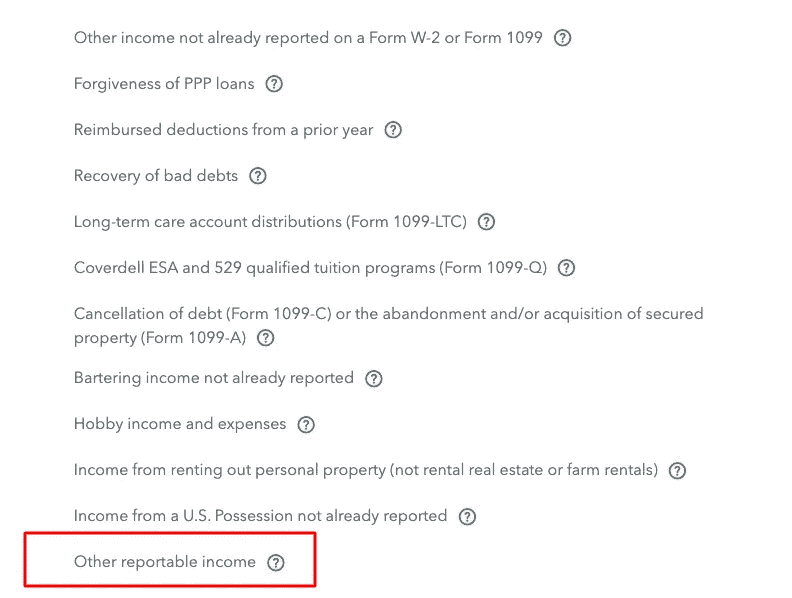 Other income not already reported on a Form W-2 or Form 1099 ?
Forgiveness of PPP loans ?
Reimbursed deductions from a prior year ?
Recovery of bad debts ?
Long-term care account distributions (Form 1099-LTC) ?
Coverdell ESA and 529 qualified tuition programs (Form 1099-Q) ?
Cancellation of debt (Form 1099-C) or the abandonment and/or acquisition of secured
property (Form 1099-A) ?
Bartering income not already reported ?
Hobby income and expenses ?
Income from renting out personal property (not rental real estate or farm rentals) ?
Income from a U.S. Possession not already reported ?
Other reportable income ?